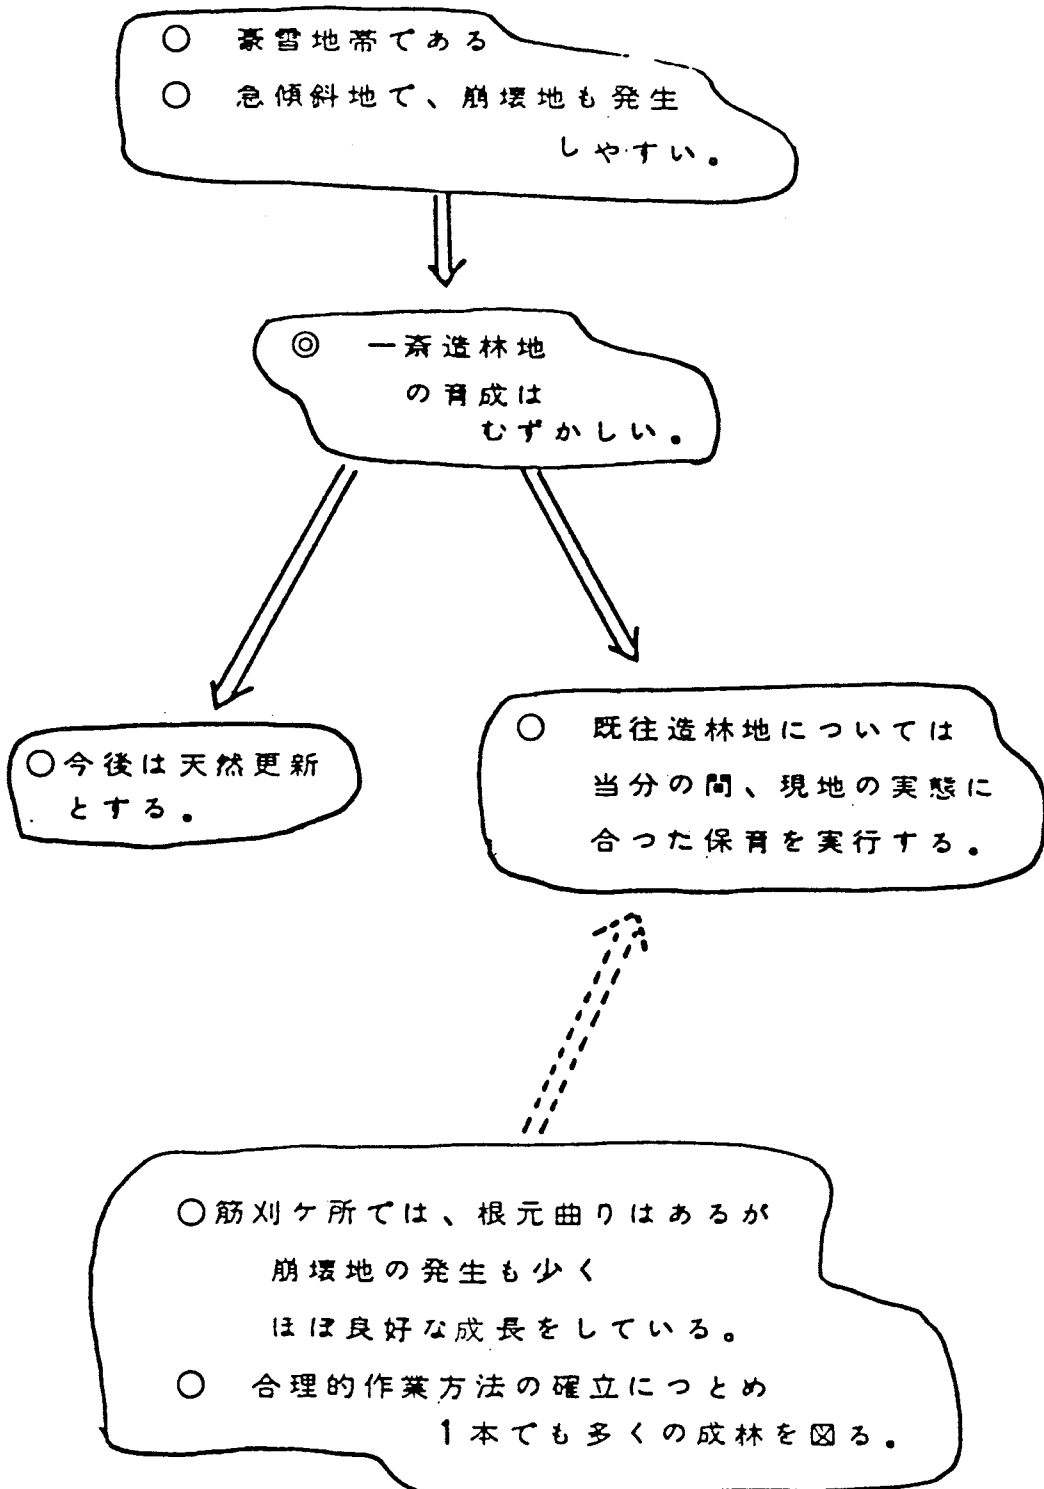 ○ 豪雪地帯である
○ 急傾斜地で、崩壊地も発生
しやすい。
◎ 一斎造林地
の育成は
むずかしい。
○今後は天然更新
とする。
○ 既往造林地については
当分の間、現地の実態に
合つた保育を実行する。
○筋刈ケ所では、根元曲りはあるが
崩壊地の発生も少く
ほぼ良好な成長をしている。
○ 合理的作業方法の確立につとめ
1本でも多くの成林を図る。